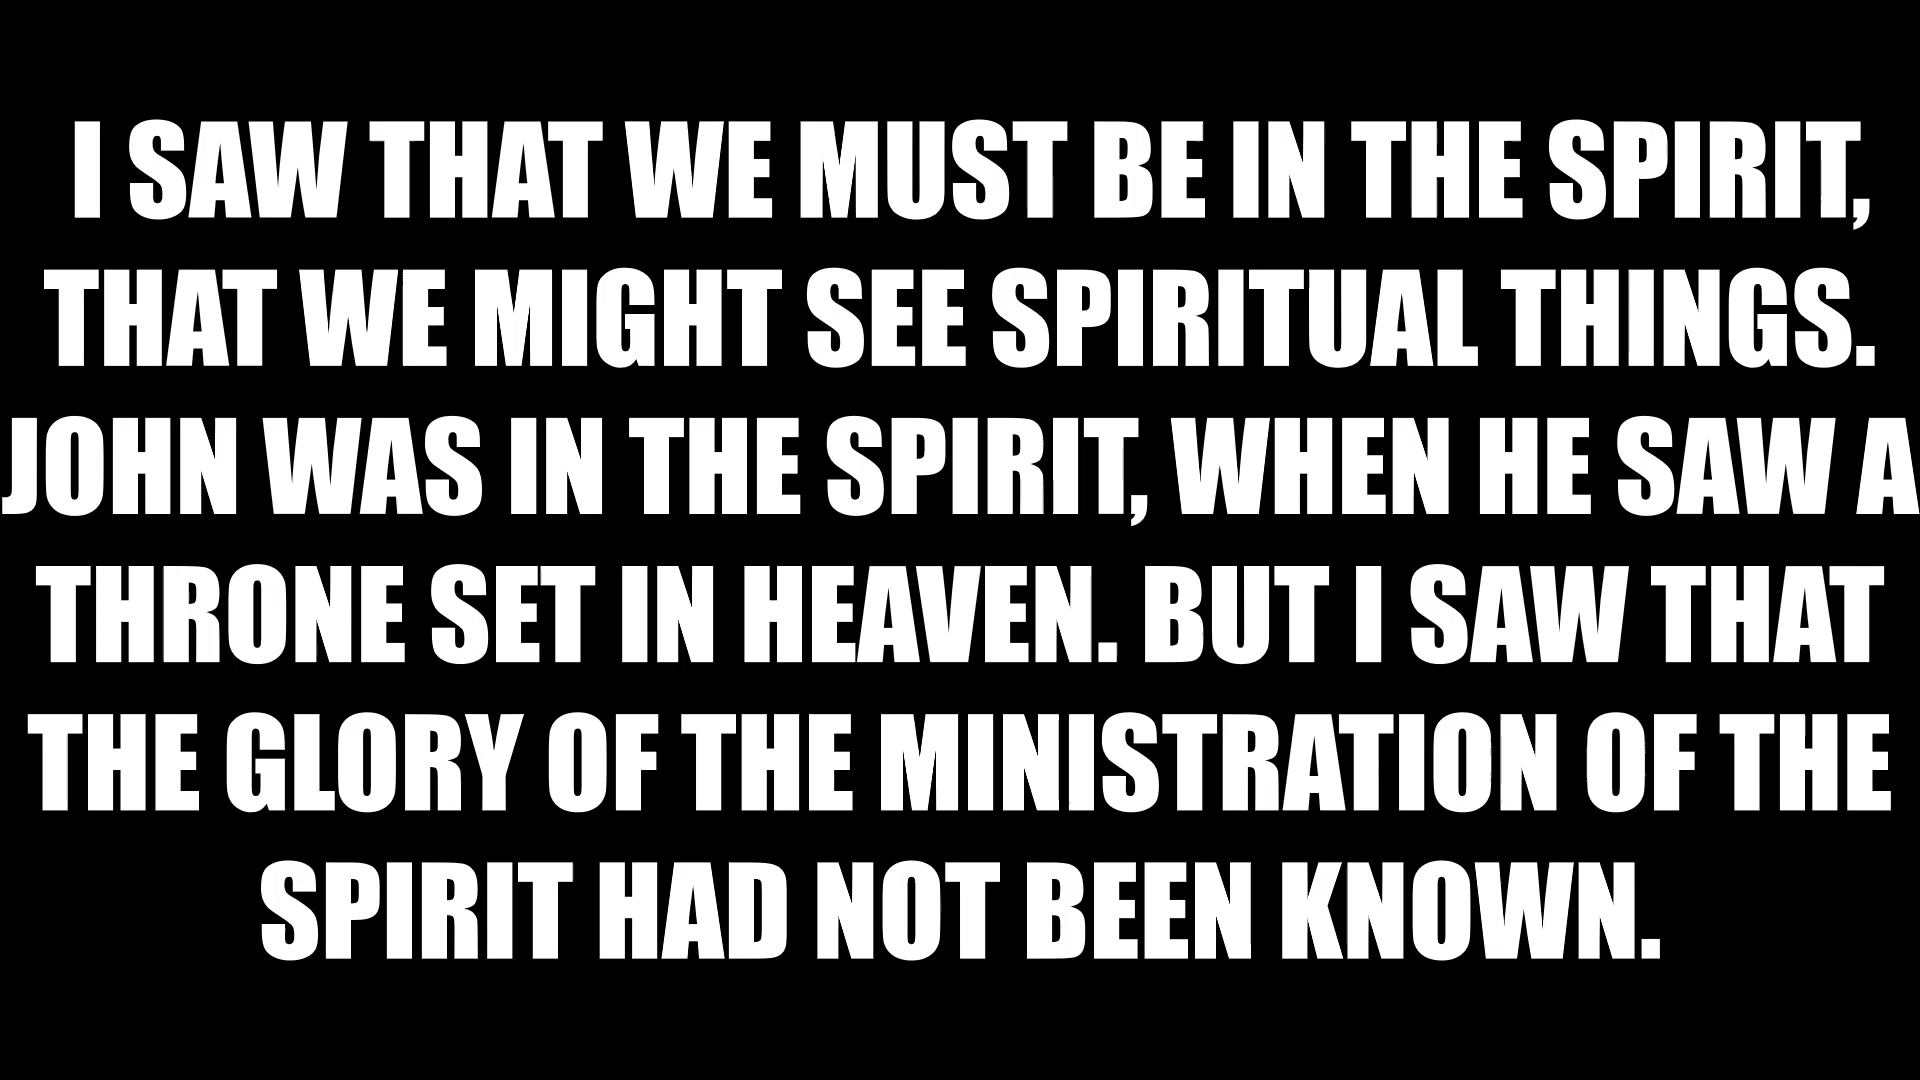 I SAW THAT WE MUST BE IN THE SPIRIT,
THAT WE MIGHT SEE SPIRITUAL THINGS.
JOHN WAS IN THE SPIRIT, WHEN HE SAW A
THRONE SET IN HEAVEN. BUT I SAW THAT
THE GLORY OF THE MINISTRATION OF THE
SPIRIT HAD NOT BEEN KNOWN.